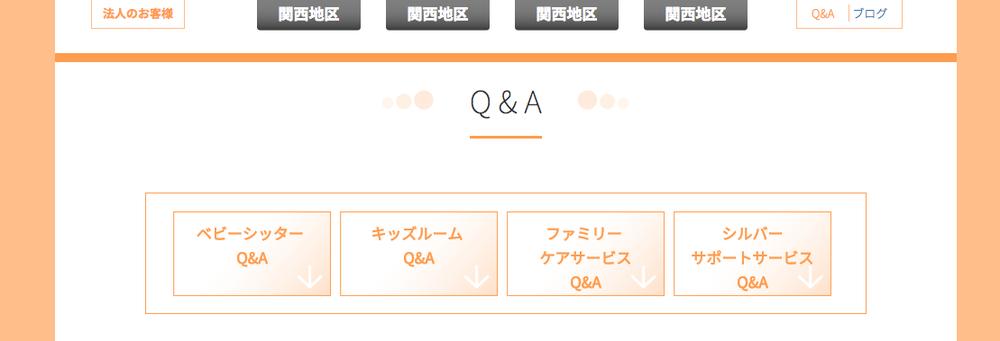 法人のお客様
関西地区
関西地区
関西地区
関西地区
Q&A
ブログ
Q & A
ベビーシッター
Q&A
キッズルーム
Q&A
ファミリー
ケアサービス
Q&A
シルバー
サポートサービス
Q&A